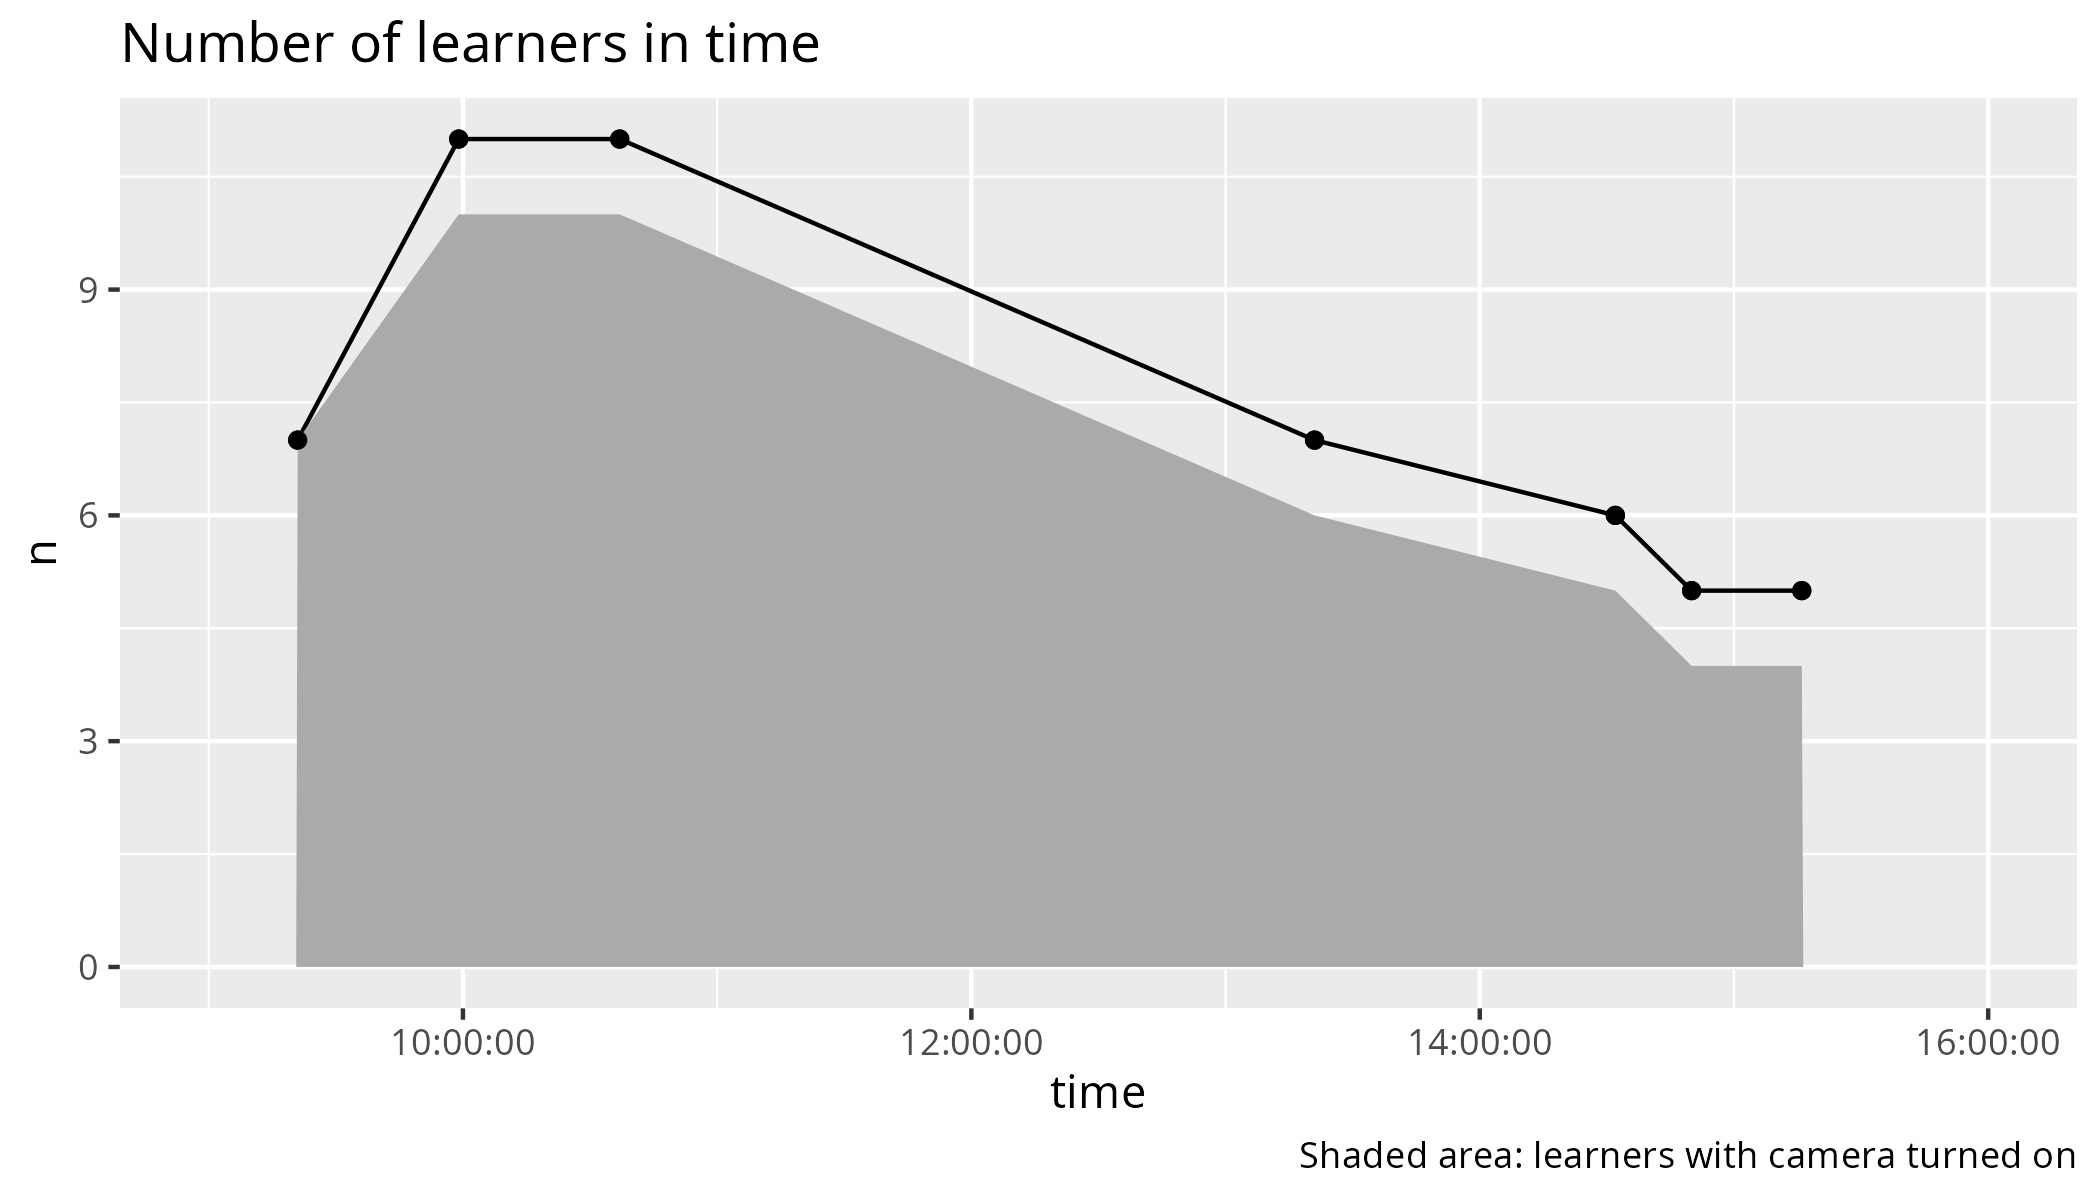 Number of learners in time
9
6
3
0
n
10:00:00 12:00:00 14:00:00 16:00:00
time
Shaded area: learners with camera turned on